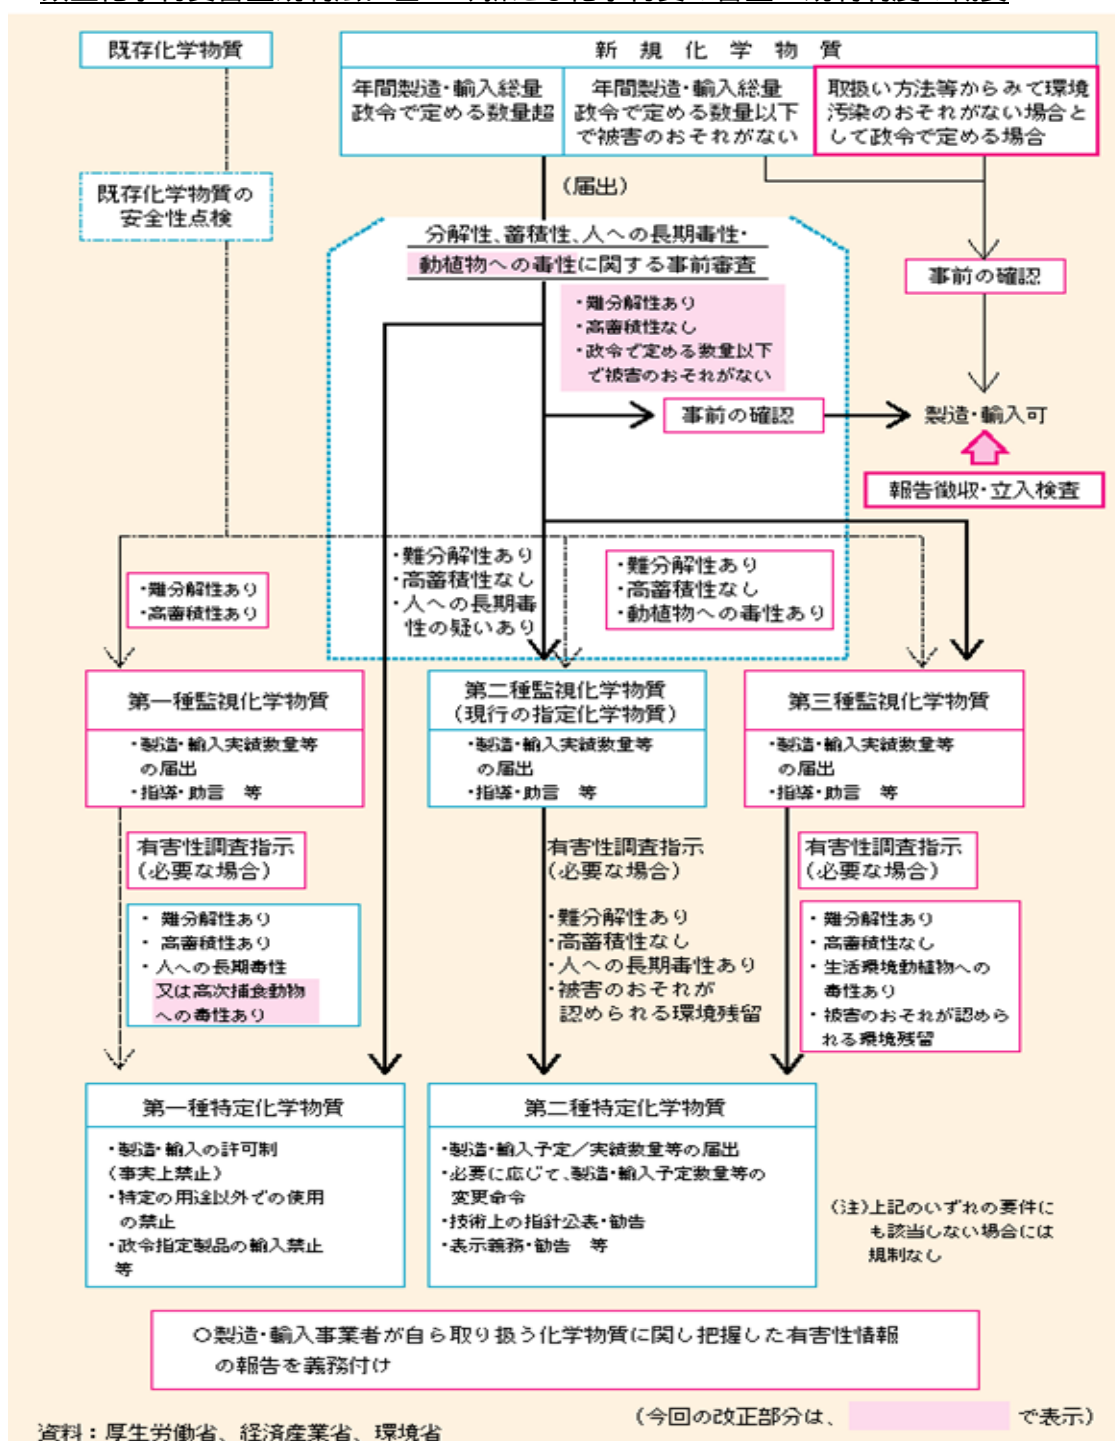 既存化学物質
新規化学物質
年間製造・輸入総量
政令で定める数量超
年間製造・輸入総量
政令で定める数量以下
で被害のおそれがない
取扱い方法等からみて環境
汚染のおそれがない場合と
して政令で定める場合
既存化学物質の
安全性点検
(届出)
分解性、蓄積性、人への長期毒性・
動植物への毒性に関する事前審査
・難分解性あり
・高蓄積性なし
・政令で定める数量以下
で被害のおそれがない
事前の確認
事前の確認
製造・輸入可
報告徴収・立入検査
・難分解性あり
・高蓄積性あり
・難分解性あり
・高蓄積性なし
・人への長期毒
性の疑いあり
・難分解性あり
・高蓄積性なし
・動植物への毒性あり
第一種監視化学物質
・製造・輸入実績数量等
の届出
・指導・助言 等
第二種監視化学物質
(現行の指定化学物質)
・製造・輸入実績数量等
の届出
・指導・助言 等
第三種監視化学物質
・製造・輸入実績数量等
の届出
・指導・助言 等
有害性調査指示
(必要な場合)
・難分解性あり
・高蓄積性あり
・人への長期毒性
又は高次捕食動物
への毒性あり
有害性調査指示
(必要な場合)
・難分解性あり
・高蓄積性なし
・人への長期毒性あり
・被害のおそれが
認められる環境残留
有害性調査指示
(必要な場合)
・難分解性あり
・高蓄積性なし
・生活環境動植物への
毒性あり
・被害のおそれが認めら
れる環境残留
第一種特定化学物質
・製造・輸入の許可制
(事実上禁止)
・特定の用途以外での使用
の禁止
・政令指定製品の輸入禁止
等
第二種特定化学物質
・製造・輸入予定/実績数量等の届出
・必要に応じて、製造・輸入予定数量等の
変更命令
・技術上の指針公表・勧告
・表示義務・勧告 等
(注)上記のいずれの要件に
も該当しない場合には
規制なし
○製造・輸入事業者が自ら取り扱う化学物質に関し把握した有害性情報
の報告を義務付け
(今回の改正部分は、 で表示)
資料:厚生労働省、経済産業省、環境省